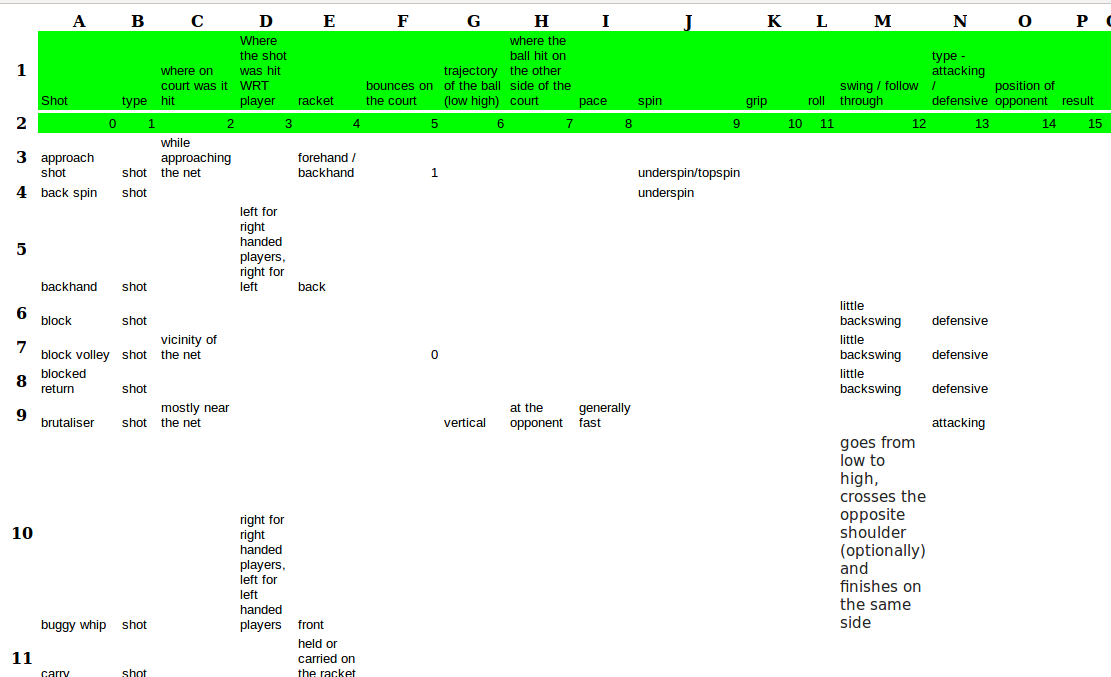 A B C D E F G H I J K L M N O P
1 Shot type where on court was it hit Where the shot was hit WRT player racket bounces on the court trajectory of the ball (low high) where the ball hit on the other side of the court pace spin grip roll swing / follow through type - attacking / defensive position of opponent result
2 0 1 2 3 4 5 6 7 8 9 10 11 12 13 14 15
3 approach shot shot while approaching the net forehand / backhand 1 underspin/topspin
4 back spin shot underspin
5 backhand shot left for right handed players, right for left back
6 block shot little backswing defensive
7 block volley shot vicinity of the net 0 little backswing defensive
8 blocked return shot little backswing defensive
9 brutaliser shot mostly near the net vertical at the opponent generally fast attacking
10 buggy whip shot right for right handed players, left for left handed players front goes from low to high, crosses the opposite shoulder (optionally) and finishes on the same side
11 carry shot held or carried on the racket